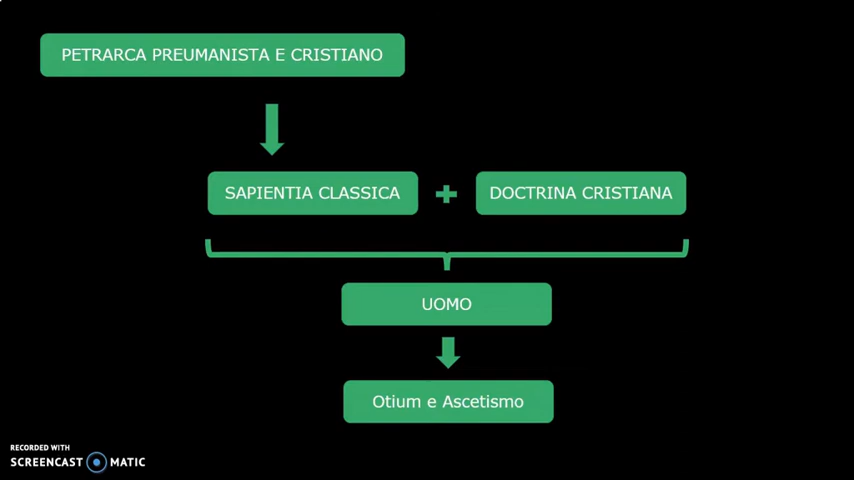 PETRARCA PREUMANISTA E CRISTIANO
SAPIENTIA CLASSICA
DOCTRINA CRISTIANA
UOMO
Otium e Ascetismo
RECORDED WITH
SCREENCAST MATIC